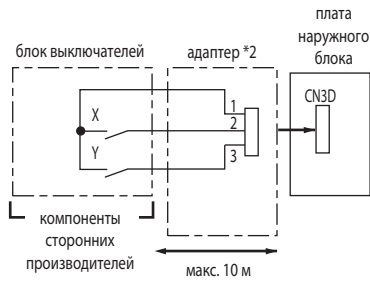 плата
наружного
блока
блок выключателей
адаптер *2
CN3D
X
1
2
Y
3
компоненты
сторонних
производителей
макс. 10 м